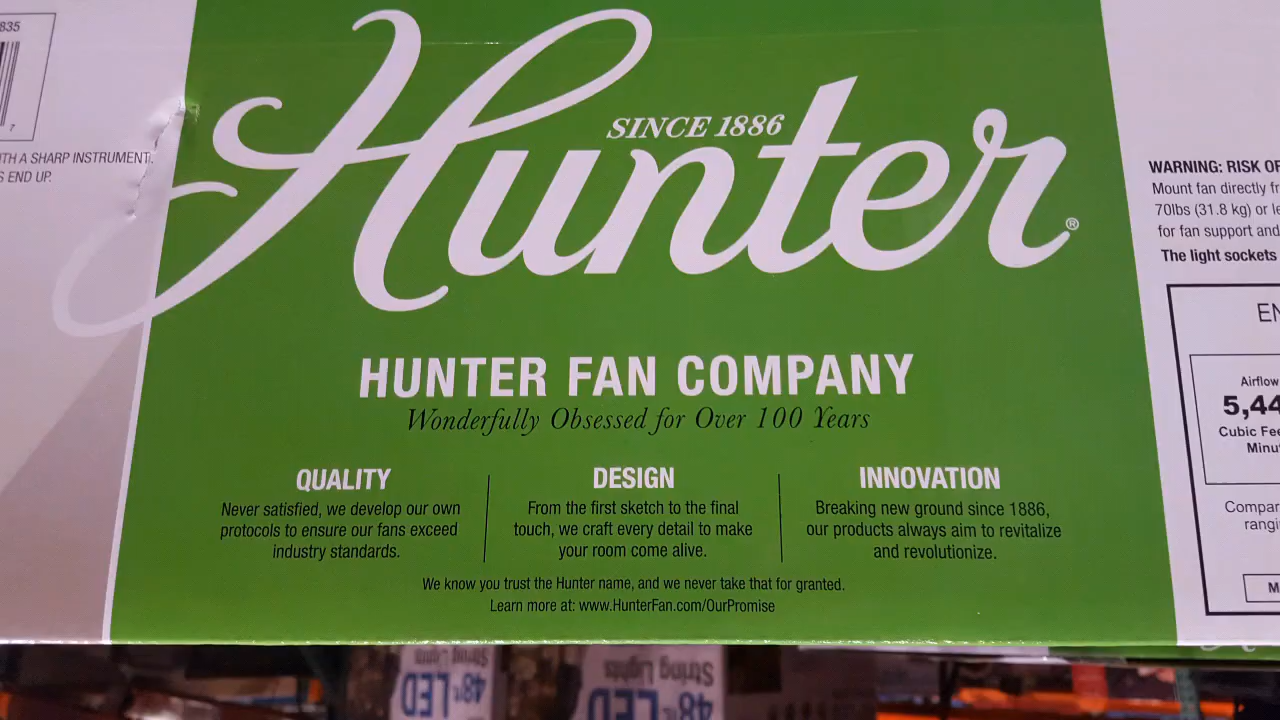 835
7
TH A SHARP INSTRUMENT.
S END UP.
Hunter®
SINCE 1886
HUNTER FAN COMPANY
Wonderfully Obsessed for Over 100 Years
QUALITY
Never satisfied, we develop our own
protocols to ensure our fans exceed
industry standards.
DESIGN
From the first sketch to the final
touch, we craft every detail to make
your room come alive.
INNOVATION
Breaking new ground since 1886,
our products always aim to revitalize
and revolutionize.
We know you trust the Hunter name, and we never take that for granted.
Learn more at: www.HunterFan.com/OurPromise
WARNING: RISK OF
Mount fan directly
70lbs (31.8 kg) or
for fan support and
The light sockets
EN
Airflow
5,44
Cubic
Minu
rangi
M
String Lights
48ft LED
String Lights
48ft LED